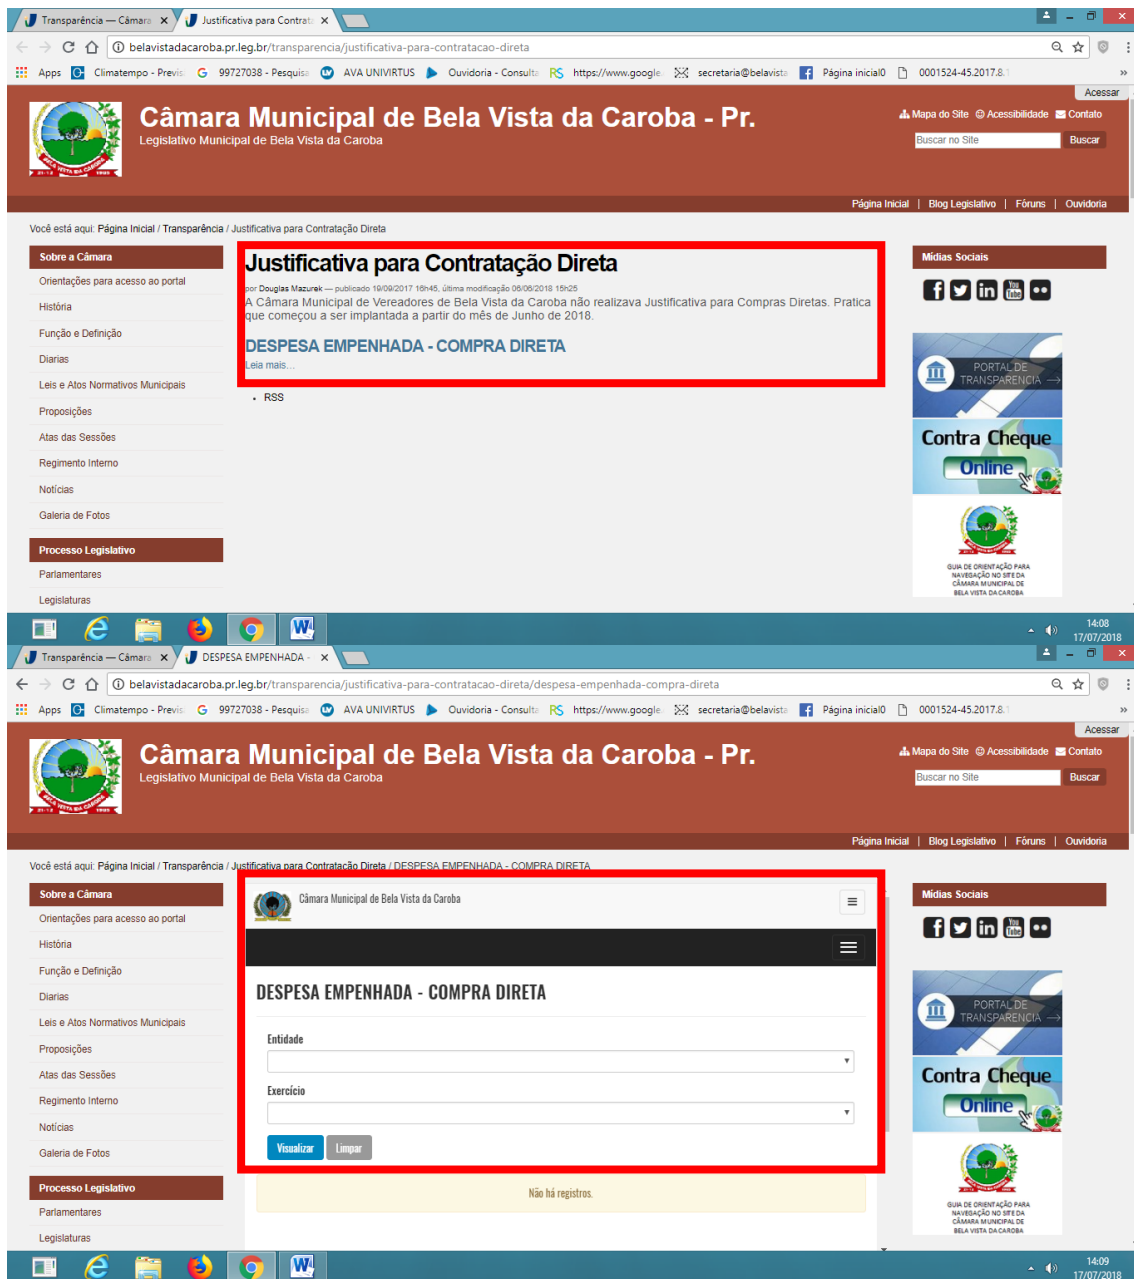 Transparência — Câmara
Justificativa para Contrata
belavistadacaroba.pr.leg.br/transparencia/justificativa-para-contratacao-direta
Apps
Climatempo - Previs
99727038 - Pesquisa
AVA UNIVIRTUS
Ouvidoria - Consulta
https://www.google.
secretaria@belavista
Página inicial0
0001524-45.2017.8.1
»
Acessar
Câmara Municipal de Bela Vista da Caroba - Pr.
Legislativo Municipal de Bela Vista da Caroba
Mapa do Site Acessibilidade Contato
Buscar no Site
Buscar
Página Inicial | Blog Legislativo | Fóruns | Ouvidoria
Você está aqui: Página Inicial / Transparência / Justificativa para Contratação Direta
Sobre a Câmara
Orientações para acesso ao portal
História
Função e Definição
Diarias
Leis e Atos Normativos Municipais
Proposições
Atas das Sessões
Regimento Interno
Notícias
Galeria de Fotos
Processo Legislativo
Parlamentares
Legislaturas
Justificativa para Contratação Direta
por Douglas Mazurek — publicado 19/09/2017 16h45, última modificação 06/06/2018 15h25
A Câmara Municipal de Vereadores de Bela Vista da Caroba não realizava Justificativa para Compras Diretas. Pratica
que começou a ser implantada a partir do mês de Junho de 2018.
DESPESA EMPENHADA - COMPRA DIRETA
Leia mais…
RSS
Mídias Sociais
You
Tube
PORTAL DE
TRANSPARENCIA
Contra Cheque
Online
GUIA DE ORIENTAÇÃO PARA
NAVEGAÇÃO NO SITE DA
CÂMARA MUNICIPAL DE
BELA VISTA DA CAROBA
14:08
17/07/2018
Transparência — Câmara
DESPESA EMPENHADA -
belavistadacaroba.pr.leg.br/transparencia/justificativa-para-contratacao-direta/despesa-empenhada-compra-direta
Apps
Climatempo - Previs
99727038 - Pesquisa
AVA UNIVIRTUS
Ouvidoria - Consulta
https://www.google.
secretaria@belavista
Página inicial0
0001524-45.2017.8.1
»
Acessar
Câmara Municipal de Bela Vista da Caroba - Pr.
Legislativo Municipal de Bela Vista da Caroba
Mapa do Site Acessibilidade Contato
Buscar no Site
Buscar
Página Inicial | Blog Legislativo | Fóruns | Ouvidoria
Você está aqui: Página Inicial / Transparência / Justificativa para Contratação Direta / DESPESA EMPENHADA - COMPRA DIRETA
Sobre a Câmara
Orientações para acesso ao portal
História
Função e Definição
Diarias
Leis e Atos Normativos Municipais
Proposições
Atas das Sessões
Regimento Interno
Notícias
Galeria de Fotos
Processo Legislativo
Parlamentares
Legislaturas
Câmara Municipal de Bela Vista da Caroba
DESPESA EMPENHADA - COMPRA DIRETA
Entidade
Exercício
Visualizar
Limpar
Não há registros.
Mídias Sociais
You
Tube
PORTAL DE
TRANSPARENCIA
Contra Cheque
Online
GUIA DE ORIENTAÇÃO PARA
NAVEGAÇÃO NO SITE DA
CÂMARA MUNICIPAL DE
BELA VISTA DA CAROBA
14:09
17/07/2018